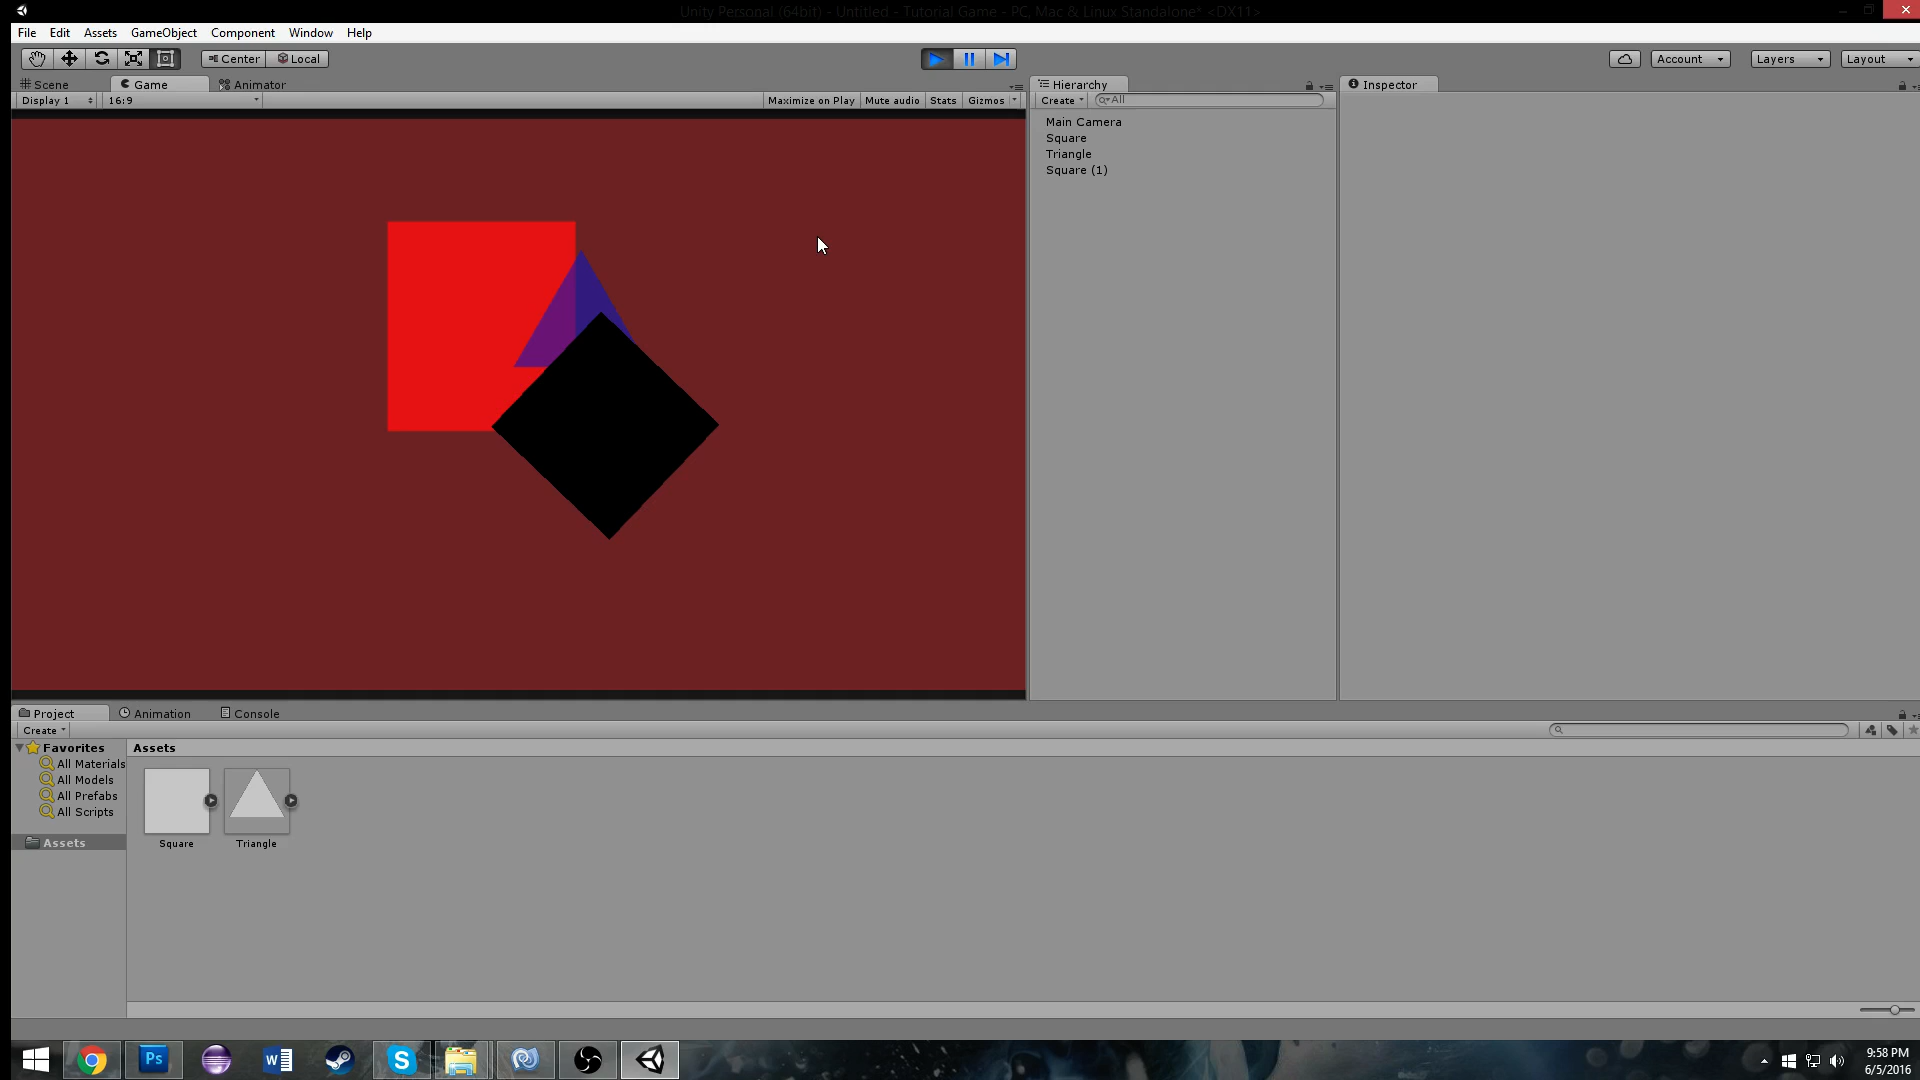 Unity Personal (64bit) - Untitled - Tutorial Game - PC, Mac & Linux Standalone* <DX11>
File Edit Assets GameObject Component Window Help
Center Local Account Layers Layout
Scene Game Animator Hierarchy Inspector
Display 1 16:9 Maximize on Play Mute audio Stats Gizmos Create All
Main Camera
Square
Triangle
Square (1)
Project Animation Console
Create
Favorites Assets
All Materials
All Models
All Prefabs
All Scripts
Assets
Square Triangle
Ps
W
S
9:58 PM
6/5/2016